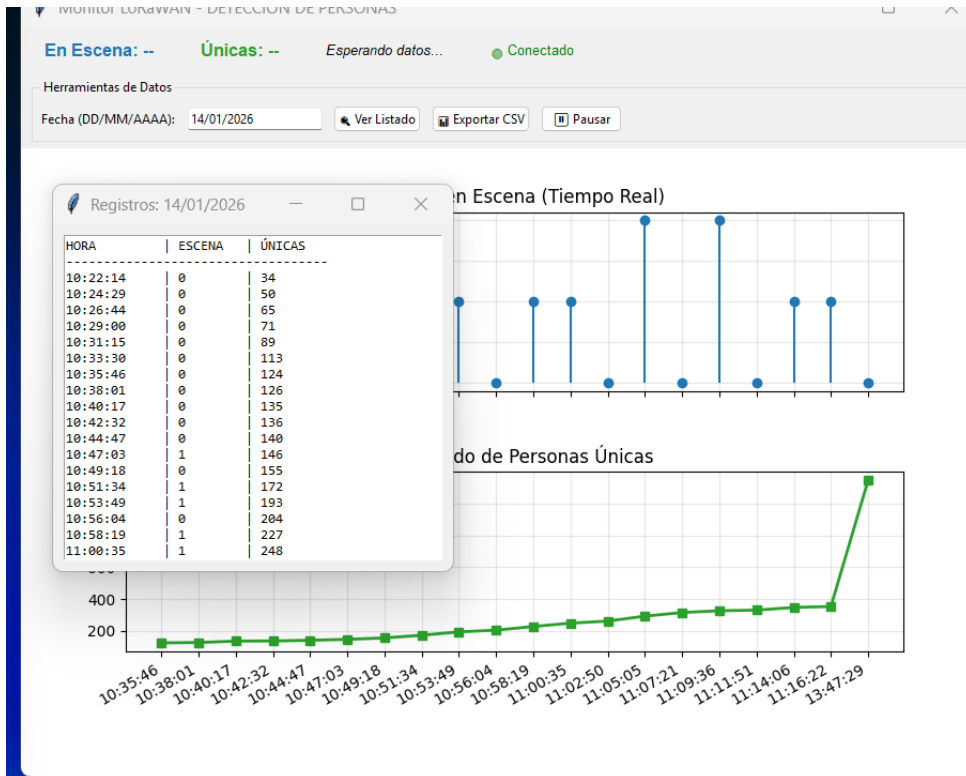 Monitor LoRaWAN - DETECCION DE PERSONAS
En Escena: -- Únicas: -- Esperando datos... Conectado
Herramientas de Datos
Fecha (DD/MM/AAAA): 14/01/2026 Ver Listado Exportar CSV Pausar
n Escena (Tiempo Real)
Registros: 14/01/2026
HORA | ESCENA | ÚNICAS
-----------------------------------
10:22:14 | 0 | 34
10:24:29 | 0 | 50
10:26:44 | 0 | 65
10:29:00 | 0 | 71
10:31:15 | 0 | 89
10:33:30 | 0 | 113
10:35:46 | 0 | 124
10:38:01 | 0 | 126
10:40:17 | 0 | 135
10:42:32 | 0 | 136
10:44:47 | 0 | 140
10:47:03 | 1 | 146
10:49:18 | 0 | 155
10:51:34 | 1 | 172
10:53:49 | 1 | 193
10:56:04 | 0 | 204
10:58:19 | 1 | 227
11:00:35 | 1 | 248
do de Personas Únicas
400
200
10:35:46 10:38:01 10:40:17 10:42:32 10:44:47 10:47:03 10:49:18 10:51:34 10:53:49 10:56:04 10:58:19 11:00:35 11:02:50 11:05:05 11:07:21 11:09:36 11:11:51 11:14:06 11:16:22 13:47:29